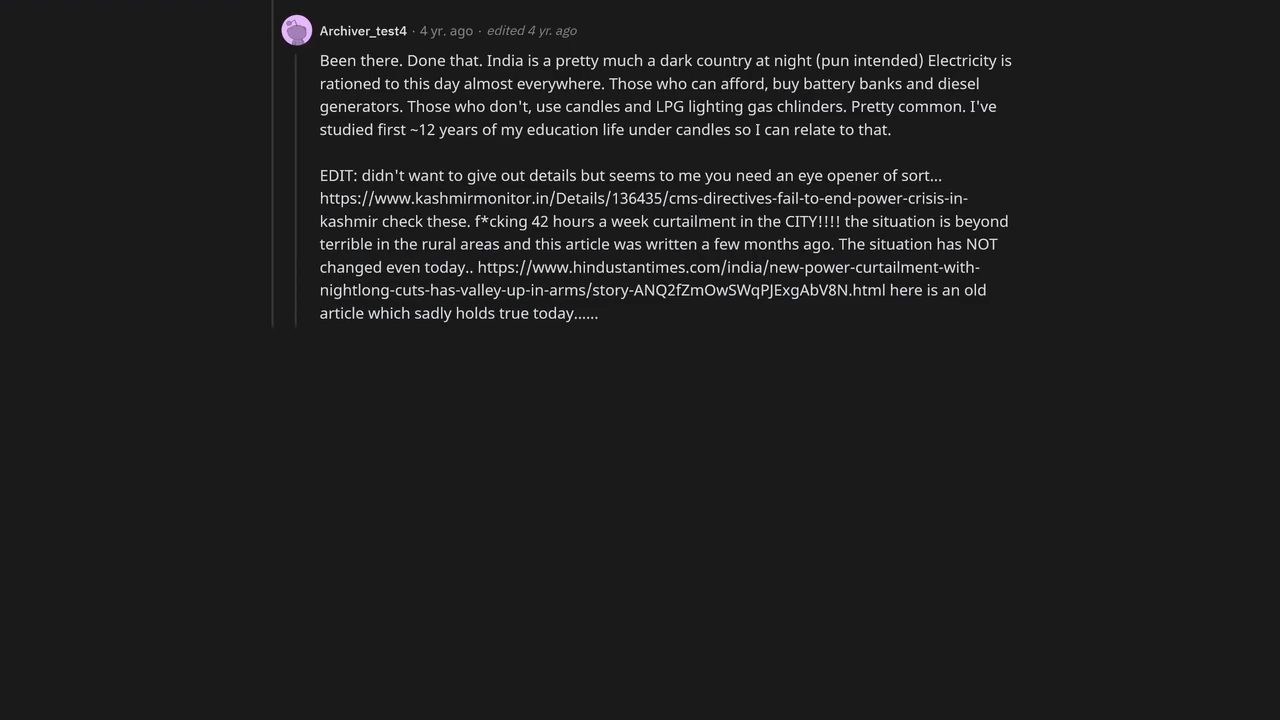 Archiver_test4 · 4 yr. ago · edited 4 yr. ago
Been there. Done that. India is a pretty much a dark country at night (pun intended) Electricity is
rationed to this day almost everywhere. Those who can afford, buy battery banks and diesel
generators. Those who don't, use candles and LPG lighting gas chlinders. Pretty common. I've
studied first ~12 years of my education life under candles so I can relate to that.
EDIT: didn't want to give out details but seems to me you need an eye opener of sort...
https://www.kashmirmonitor.in/Details/136435/cms-directives-fail-to-end-power-crisis-in-
kashmir check these. f*cking 42 hours a week curtailment in the CITY!!!! the situation is beyond
terrible in the rural areas and this article was written a few months ago. The situation has NOT
changed even today.. https://www.hindustantimes.com/india/new-power-curtailment-with-
nightlong-cuts-has-valley-up-in-arms/story-ANQ2fZmOwSWqPJExgAbV8N.html here is an old
article which sadly holds true today......